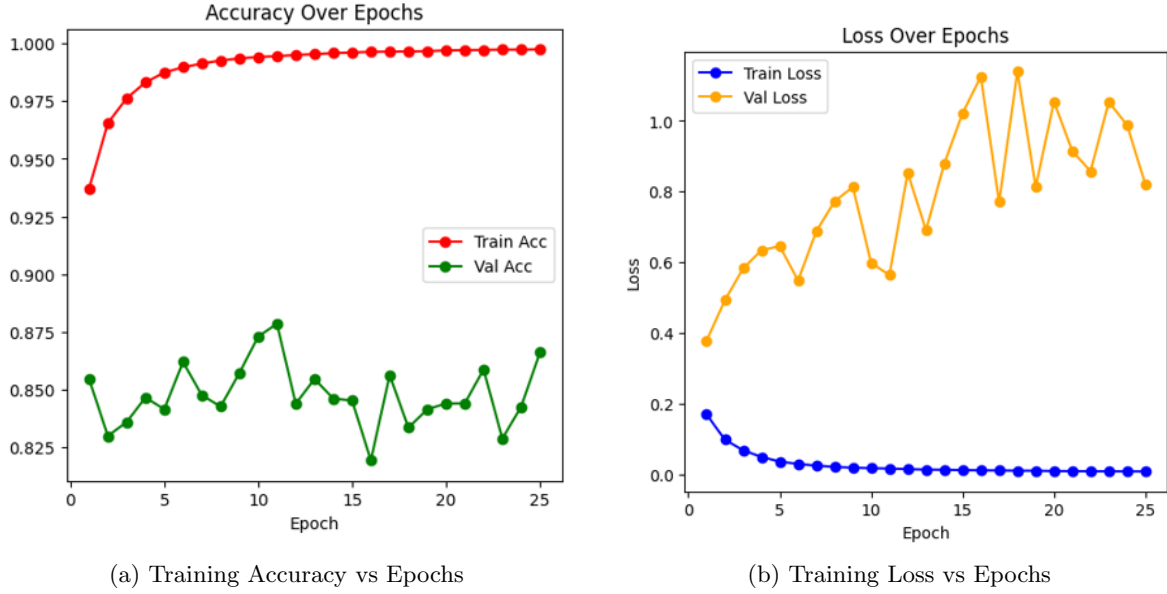 Accuracy Over Epochs
1.000
0.975
0.950
0.925
0.900
0.875
0.850
0.825
Train Acc
Val Acc
0 5 10 15 20 25
Epoch
(a) Training Accuracy vs Epochs
Loss Over Epochs
Train Loss
Val Loss
Loss
1.0
0.8
0.6
0.4
0.2
0.0
0 5 10 15 20 25
Epoch
(b) Training Loss vs Epochs